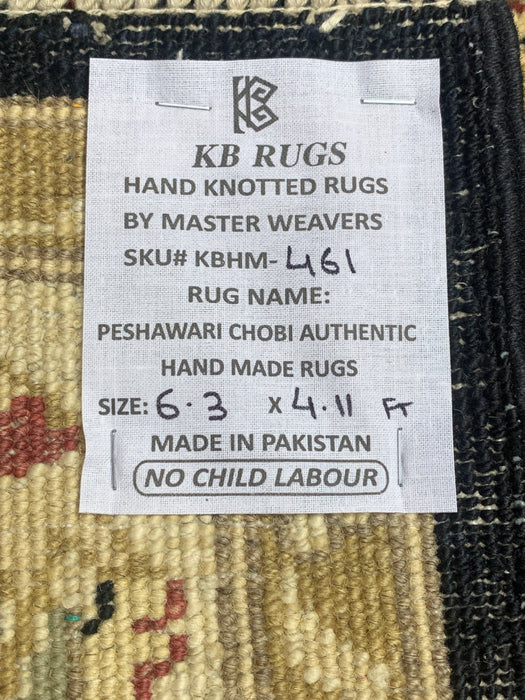 KB
KB RUGS
HAND KNOTTED RUGS
BY MASTER WEAVERS
SKU# KBHM-461
RUG NAME:
PESHAWARI CHOBI AUTHENTIC
HAND MADE RUGS
SIZE: 6.3 X 4.11 FT
MADE IN PAKISTAN
NO CHILD LABOUR